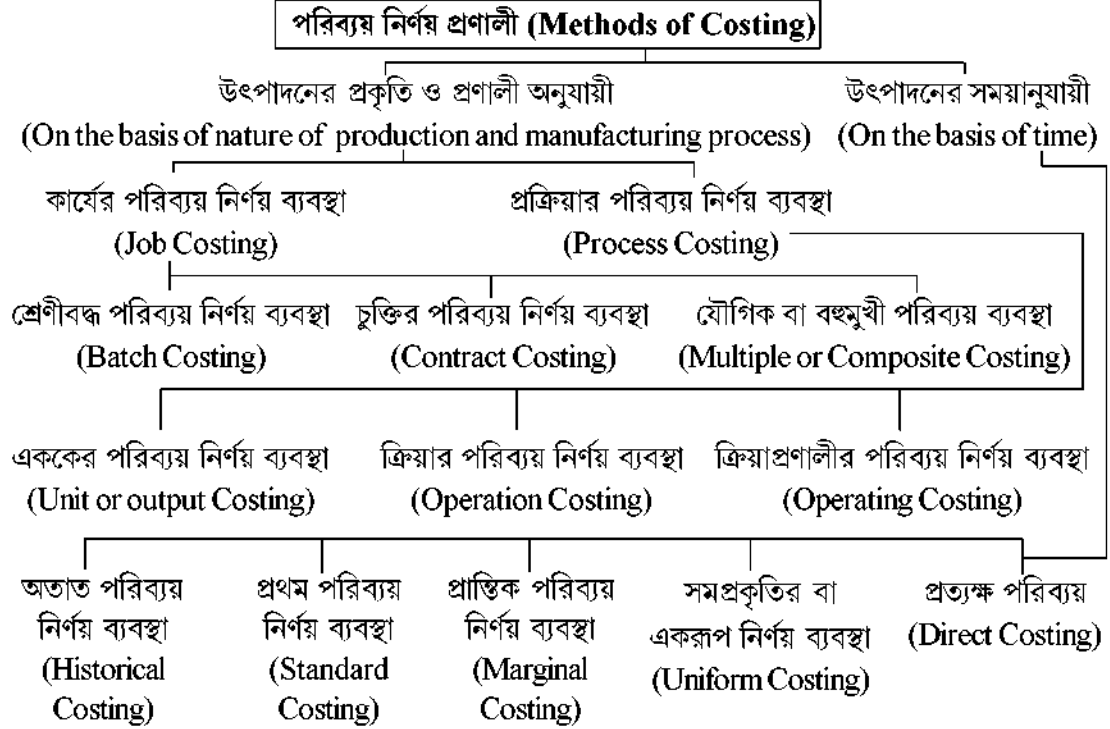 পরিব্যয় নির্ণয় প্রণালী (Methods of Costing)
উৎপাদনের প্রকৃতি ও প্রণালী অনুযায়ী
(On the basis of nature of production and manufacturing process)
উৎপাদনের সময়ানুযায়ী
(On the basis of time)
কার্যের পরিব্যয় নির্ণয় ব্যবস্থা
(Job Costing)
প্রক্রিয়ার পরিব্যয় নির্ণয় ব্যবস্থা
(Process Costing)
শ্রেণীবদ্ধ পরিব্যয় নির্ণয় ব্যবস্থা
(Batch Costing)
চুক্তির পরিব্যয় নির্ণয় ব্যবস্থা
(Contract Costing)
যৌগিক বা বহুমুখী পরিব্যয় ব্যবস্থা
(Multiple or Composite Costing)
এককের পরিব্যয় নির্ণয় ব্যবস্থা
(Unit or output Costing)
ক্রিয়ার পরিব্যয় নির্ণয় ব্যবস্থা
(Operation Costing)
ক্রিয়াপ্রণালীর পরিব্যয় নির্ণয় ব্যবস্থা
(Operating Costing)
অতাত পরিব্যয়
নির্ণয় ব্যবস্থা
(Historical
Costing)
প্রথম পরিব্যয়
নির্ণয় ব্যবস্থা
(Standard
Costing)
প্রান্তিক পরিব্যয়
নির্ণয় ব্যবস্থা
(Marginal
Costing)
সমপ্রকৃতির বা
একরূপ নির্ণয় ব্যবস্থা
(Uniform Costing)
প্রত্যক্ষ পরিব্যয়
(Direct Costing)